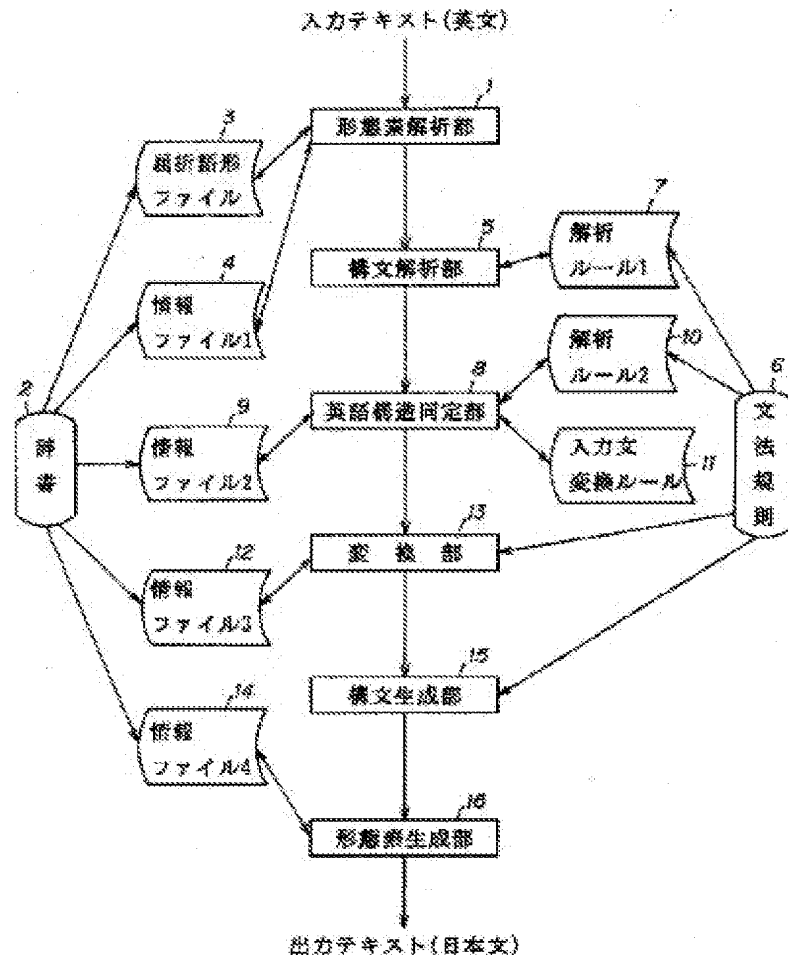 入力テキスト(英文)
1
形態素解析部
3
屈折語形
ファイル
7
解析
ルール1
5
構文解析部
4
情報
ファイル1
10
解析
ルール2
6
文法規則
2
辞書
8
英語構造同定部
9
情報
ファイル2
入力文
変換ルール
11
13
変換部
12
情報
ファイル3
15
構文生成部
14
情報
ファイル4
16
形態素生成部
出力テキスト(日本文)